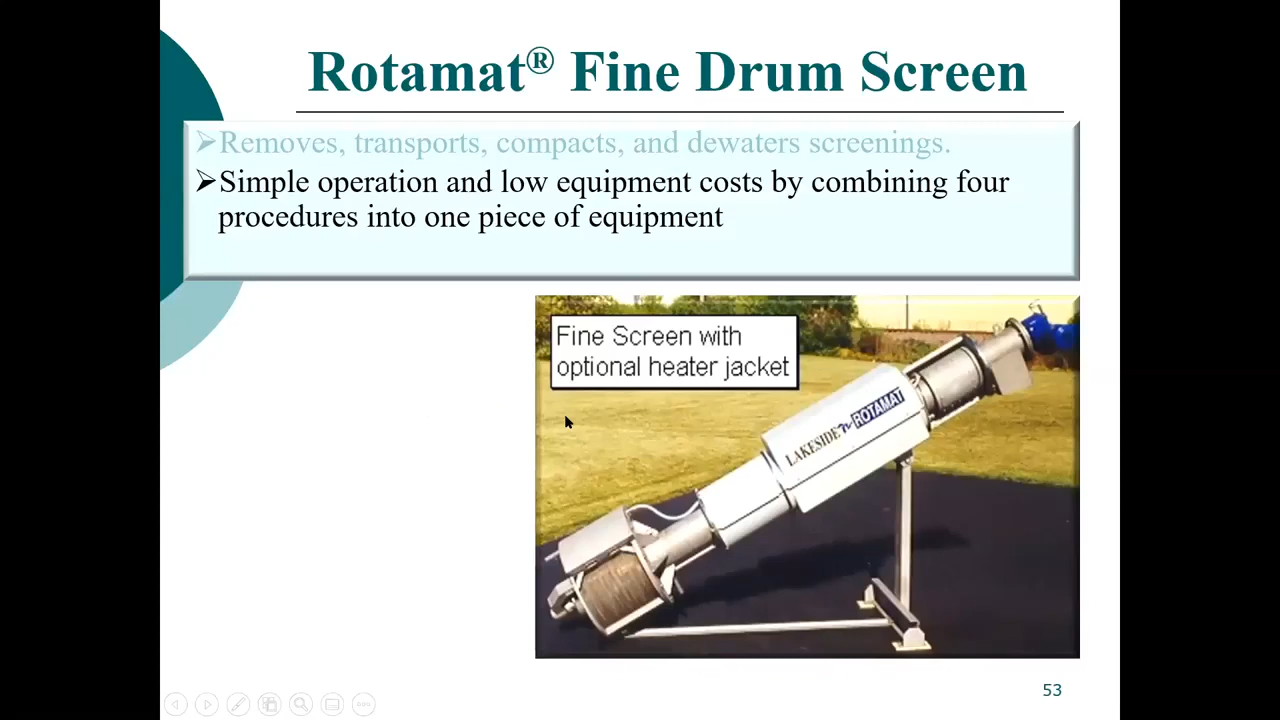 Rotamat® Fine Drum Screen
➢Removes, transports, compacts, and dewaters screenings.
➢Simple operation and low equipment costs by combining four
procedures into one piece of equipment
Fine Screen with
optional heater jacket
LAKESIDE ROTAMAT
53